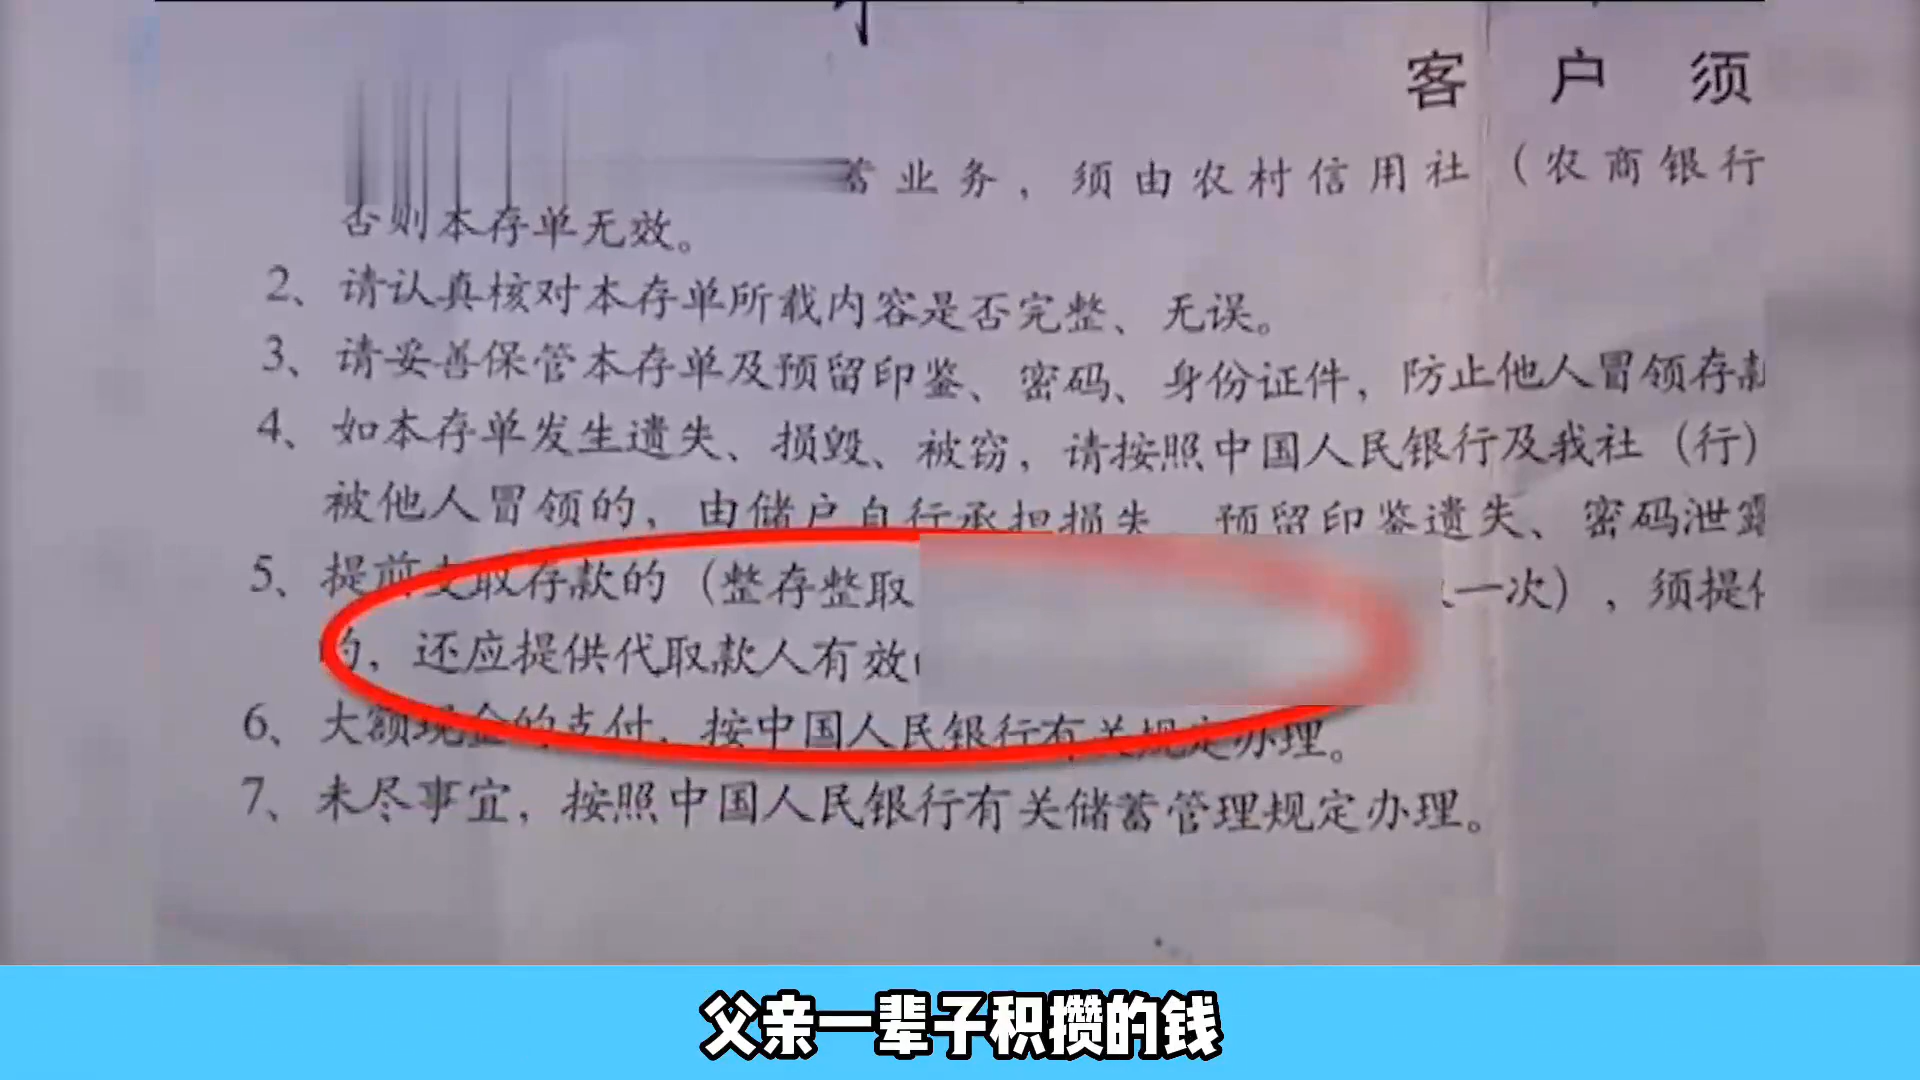 客 户 须
业务，须由农村信用社（农商银行
否则本存单无效。
2、请认真核对本存单所载内容是否完整、无误。
3、请妥善保管本存单及预留印鉴、密码、身份证件，防止他人冒领存款
4、如本存单发生遗失、损毁、被窃，请按照中国人民银行及我社（行）
被他人冒领的，由储户自行承担损失。预留印鉴遗失、密码泄露
5、提前支取存款的（整存整取
一次），须提供
的，还应提供代取款人有效
6、大额现金的支付，按中国人民银行有关规定办理。
7、未尽事宜，按照中国人民银行有关储蓄管理规定办理。
父亲一辈子积攒的钱